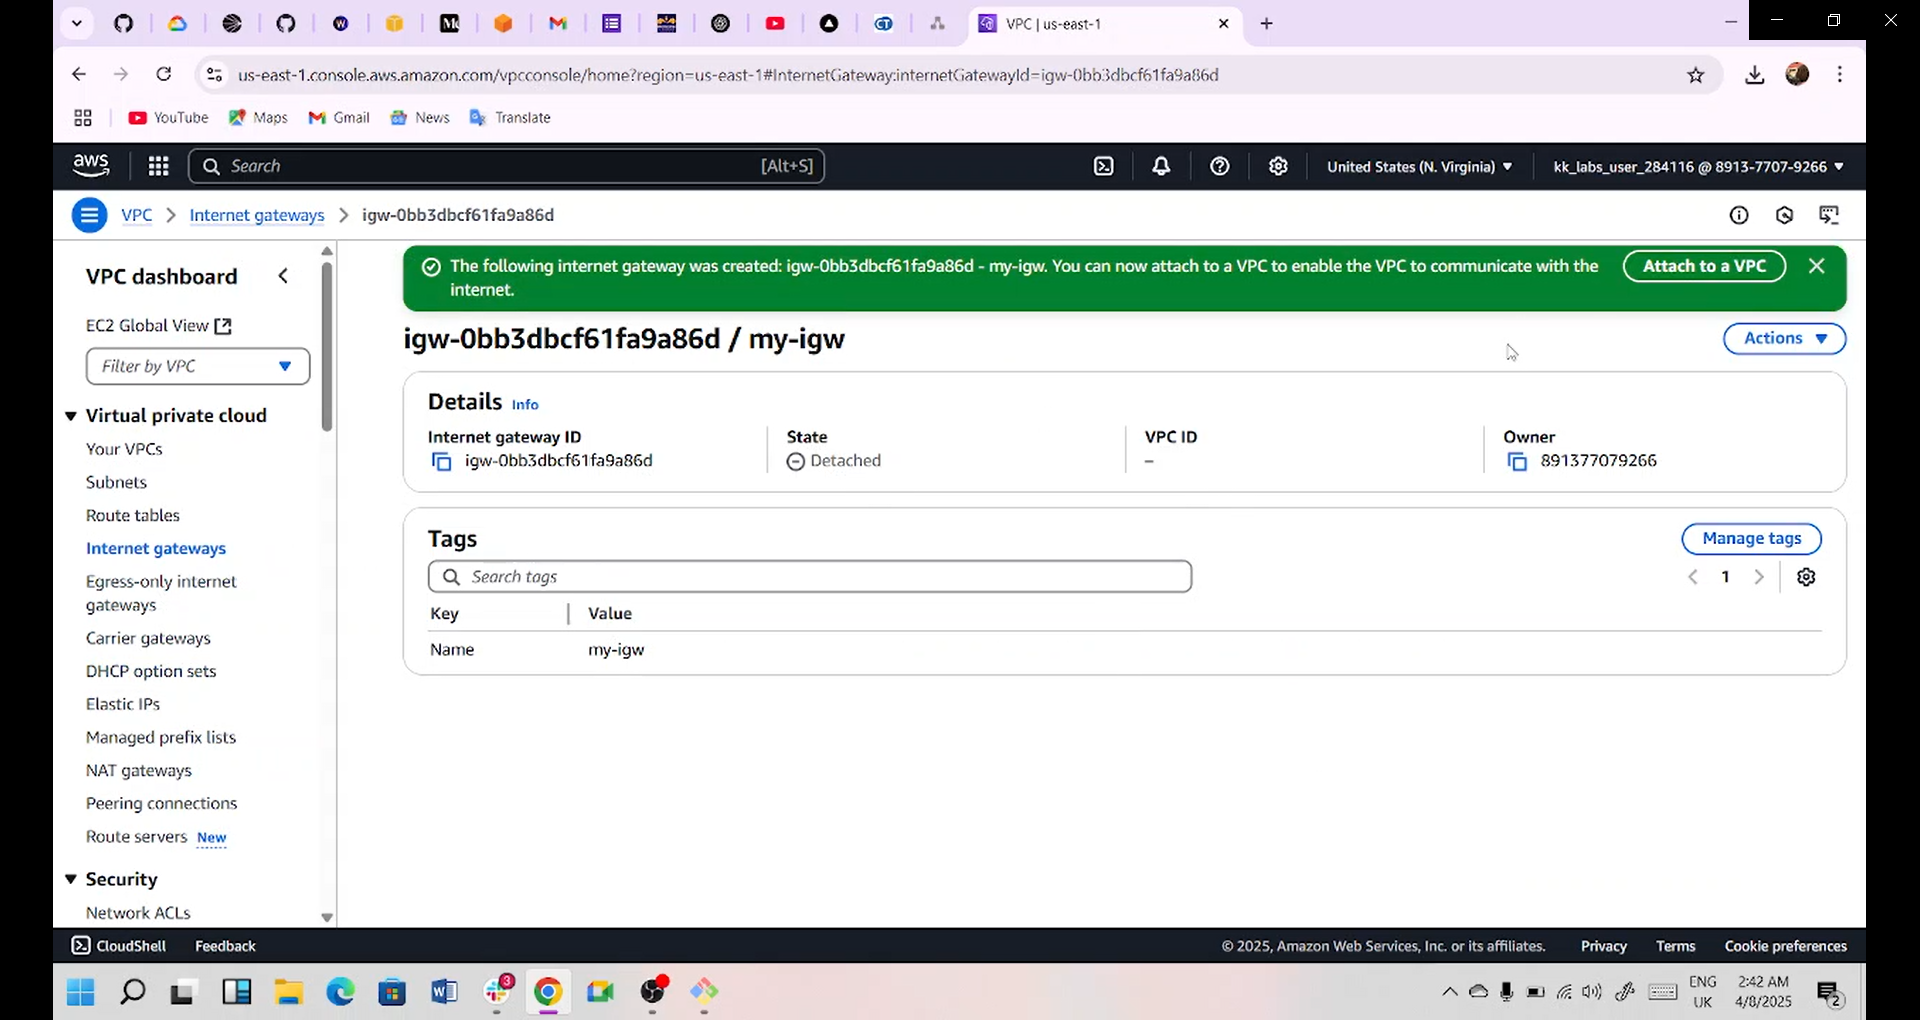 VPC | us-east-1
us-east-1.console.aws.amazon.com/vpcconsole/home?region=us-east-1#InternetGateway:internetGatewayId=igw-0bb3dbcf61fa9a86d
YouTube Maps Gmail News Translate
aws Search [Alt+S] United States (N. Virginia) kk_labs_user_284116 @ 8913-7707-9266
VPC Internet gateways igw-0bb3dbcf61fa9a86d
VPC dashboard
EC2 Global View
Filter by VPC
Virtual private cloud
Your VPCs
Subnets
Route tables
Internet gateways
Egress-only internet
gateways
Carrier gateways
DHCP option sets
Elastic IPs
Managed prefix lists
NAT gateways
Peering connections
Route servers New
Security
Network ACLs
The following internet gateway was created: igw-0bb3dbcf61fa9a86d - my-igw. You can now attach to a VPC to enable the VPC to communicate with the
internet.
Attach to a VPC
igw-0bb3dbcf61fa9a86d / my-igw
Actions
Details Info
Internet gateway ID
igw-0bb3dbcf61fa9a86d
State
Detached
VPC ID
–
Owner
891377079266
Tags
Manage tags
Search tags
1
Key Value
Name my-igw
CloudShell Feedback © 2025, Amazon Web Services, Inc. or its affiliates. Privacy Terms Cookie preferences
3
ENG
UK
2:42 AM
4/8/2025
2